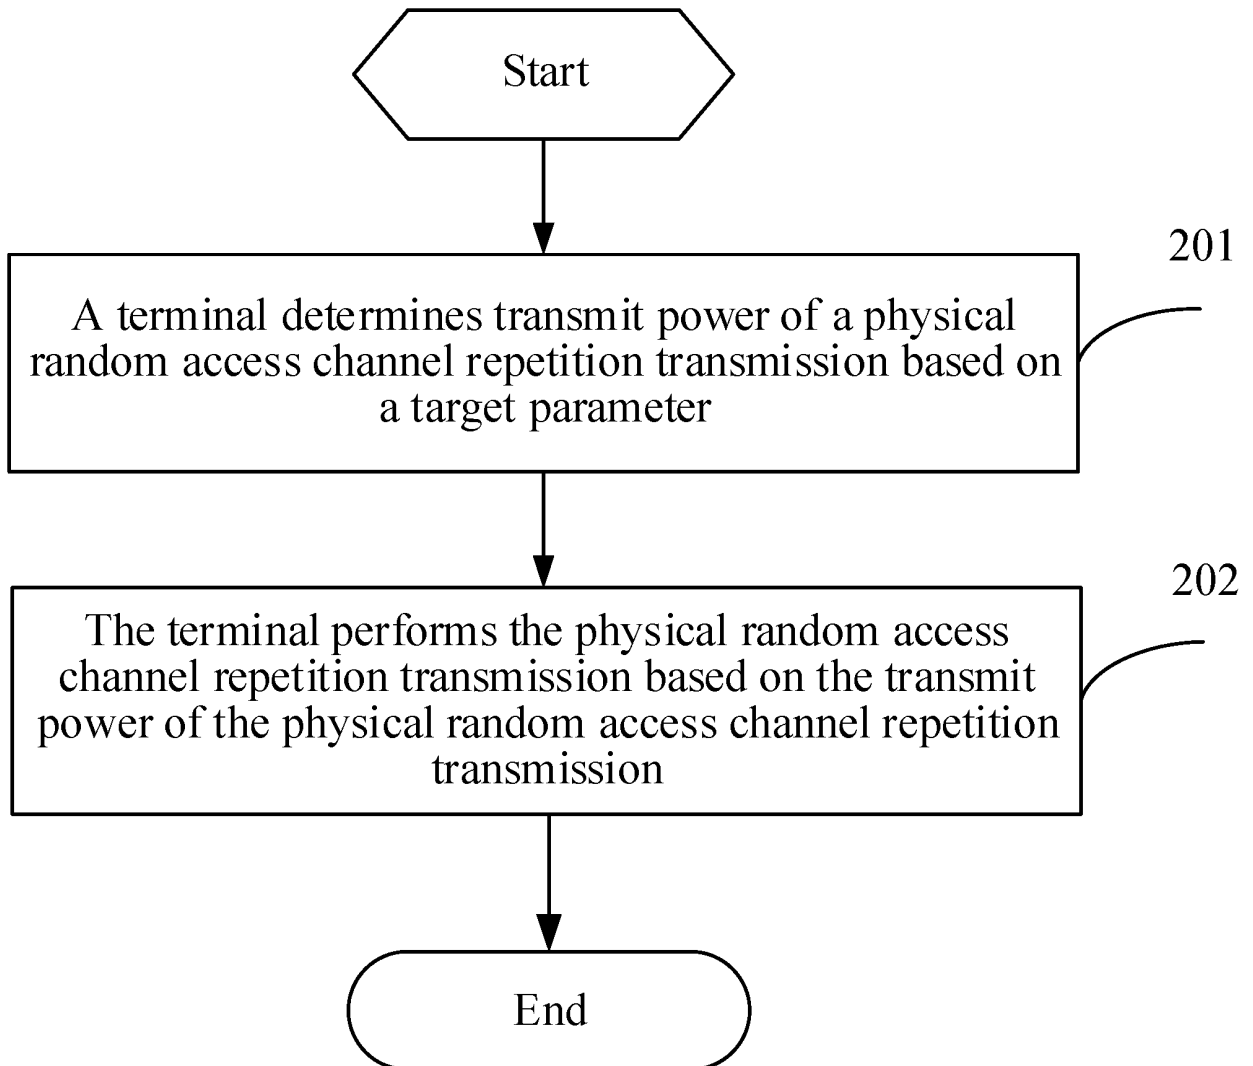 Start
201
A terminal determines transmit power of a physical
random access channel repetition transmission based on
a target parameter
202
The terminal performs the physical random access
channel repetition transmission based on the transmit
power of the physical random access channel repetition
transmission
End